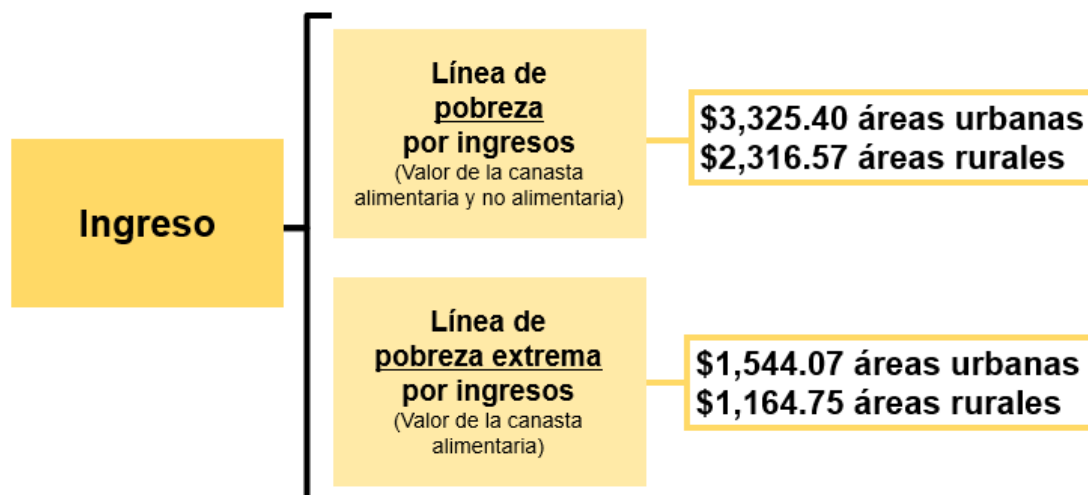 Ingreso
Línea de
pobreza
por ingresos
(Valor de la canasta
alimentaria y no alimentaria)
$3,325.40 áreas urbanas
$2,316.57 áreas rurales
Línea de
pobreza extrema
por ingresos
(Valor de la canasta
alimentaria)
$1,544.07 áreas urbanas
$1,164.75 áreas rurales